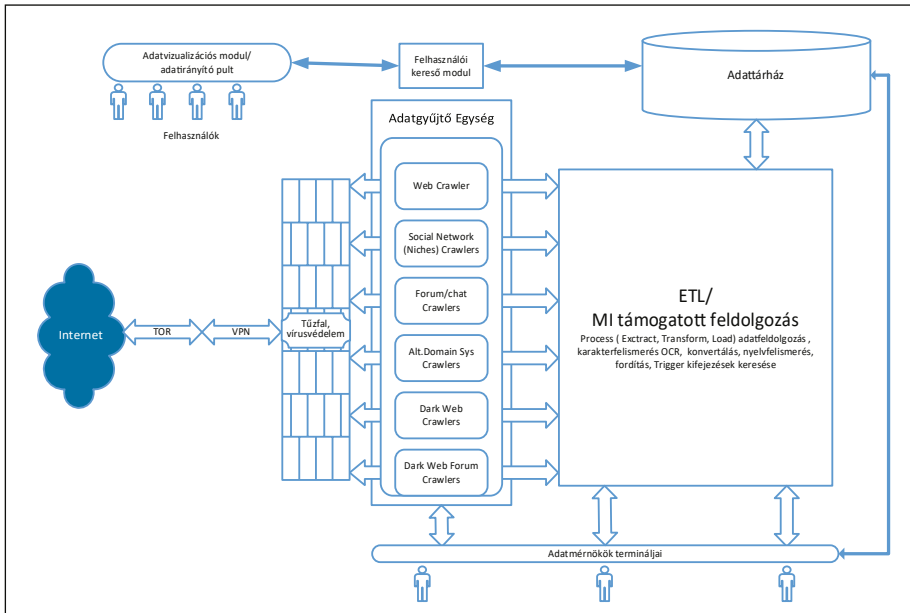 Adatvizualizációs modul/
adatirányító pult
Felhasználói
kereső modul
Adattárház
Felhasználók
Adatgyűjtő Egység
Web Crawler
Social Network
(Niches) Crawlers
Forum/chat
Crawlers
Alt.Domain Sys
Crawlers
Dark Web
Crawlers
Dark Web Forum
Crawlers
Internet
TOR
VPN
Tűzfal,
vírusvédelem
ETL/
MI támogatott feldolgozás
Process ( Exctract, Transform, Load) adatfeldolgozás ,
karakterfelismerés OCR, konvertálás, nyelvfelismerés,
fordítás, Trigger kifejezések keresése
Adatmérnökök termináljai